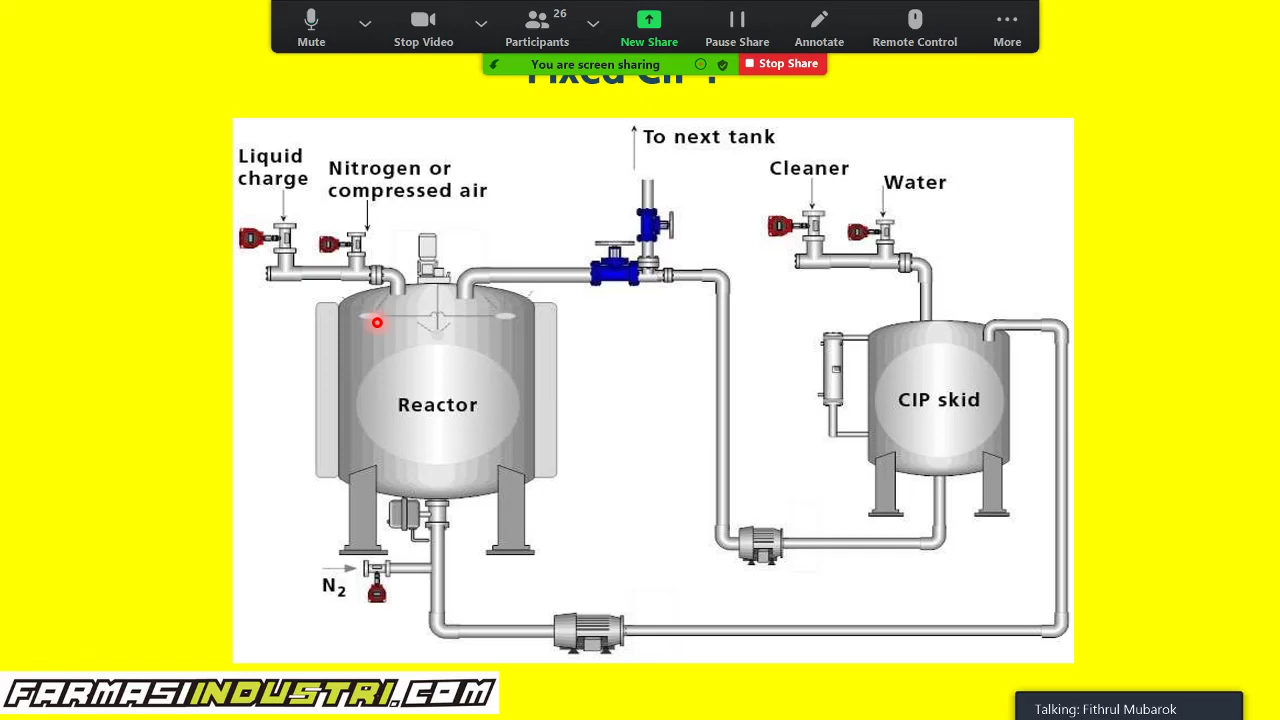 26
Mute
Stop Video
Participants
New Share
Pause Share
Annotate
Remote Control
More
You are screen sharing
Stop Share
Fixed CIP ?
To next tank
Liquid
charge
Nitrogen or
compressed air
Cleaner
Water
Reactor
CIP skid
N2
FARMASIINDUSTRI.COM
Talking: Fithrul Mubarok